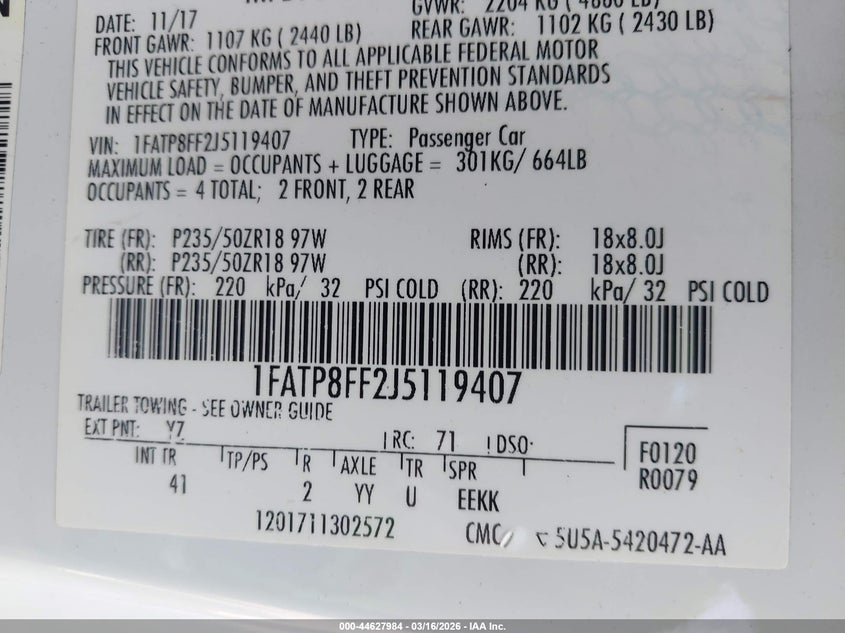 DATE: 11/17
GVWR: 2204 KG ( 4860 LB)
FRONT GAWR: 1107 KG ( 2440 LB)
REAR GAWR: 1102 KG ( 2430 LB)
THIS VEHICLE CONFORMS TO ALL APPLICABLE FEDERAL MOTOR
VEHICLE SAFETY, BUMPER, AND THEFT PREVENTION STANDARDS
IN EFFECT ON THE DATE OF MANUFACTURE SHOWN ABOVE.
VIN: 1FATP8FF2J5119407 TYPE: Passenger Car
MAXIMUM LOAD = OCCUPANTS + LUGGAGE = 301KG/ 664LB
OCCUPANTS = 4 TOTAL; 2 FRONT, 2 REAR
TIRE (FR): P235/50ZR18 97W RIMS (FR): 18x8.0J
(RR): P235/50ZR18 97W (RR): 18x8.0J
PRESSURE (FR): 220 kPa/ 32 PSI COLD (RR): 220 kPa/ 32 PSI COLD
1FATP8FF2J5119407
TRAILER TOWING - SEE OWNER GUIDE
EXT PNT: YZ RC: 71 DSO:
F0120
R0079
INT TR TP/PS R AXLE TR SPR
41 2 YY U EEKK
1201711302572
CMC 5U5A-5420472-AA
000-44627984 - 03/16/2026 - IAA Inc.